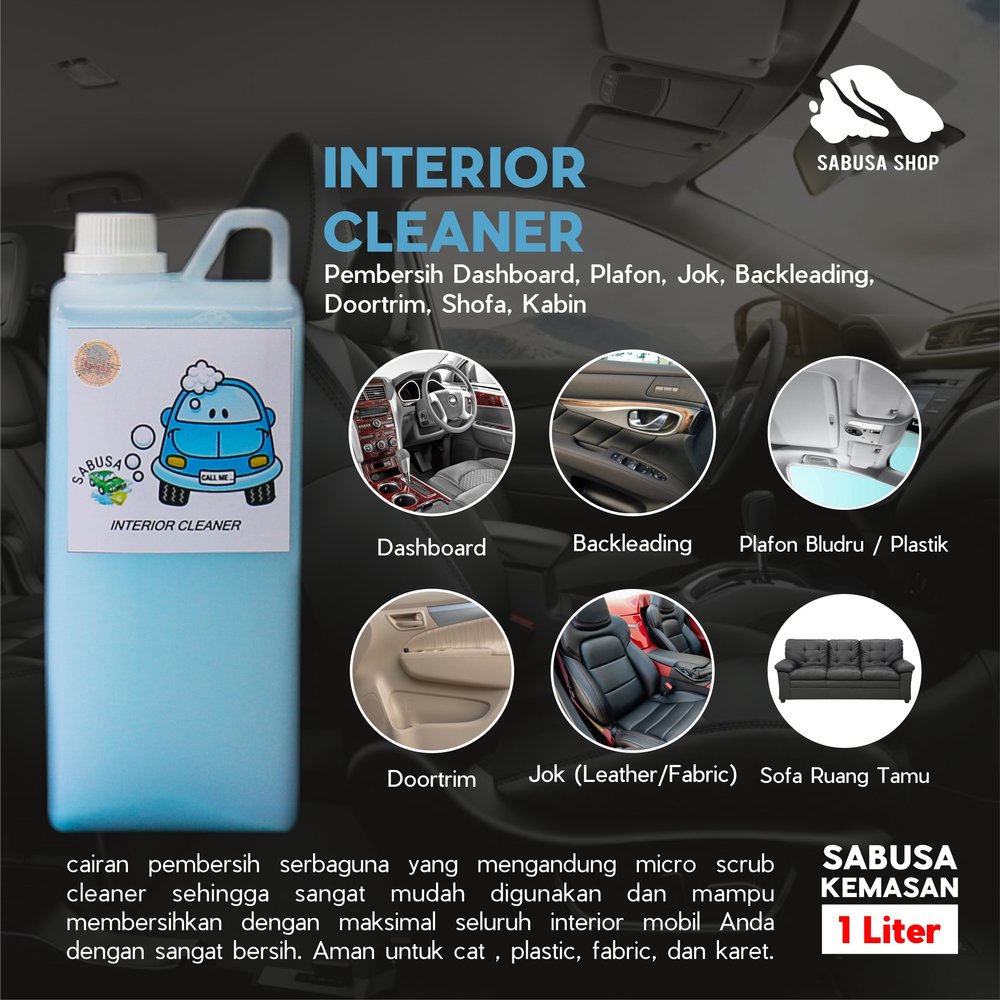 SABUSA SHOP
INTERIOR
CLEANER
Pembersih Dashboard, Plafon, Jok, Backleading,
Doortrim, Shofa, Kabin
SABUSA
CALL ME ..
INTERIOR CLEANER
Dashboard
Backleading
Plafon Bludru / Plastik
Doortrim
Jok (Leather/Fabric)
Sofa Ruang Tamu
cairan pembersih serbaguna yang mengandung micro scrub
cleaner sehingga sangat mudah digunakan dan mampu
membersihkan dengan maksimal seluruh interior mobil Anda
dengan sangat bersih. Aman untuk cat , plastic, fabric, dan karet.
SABUSA
KEMASAN
1 Liter